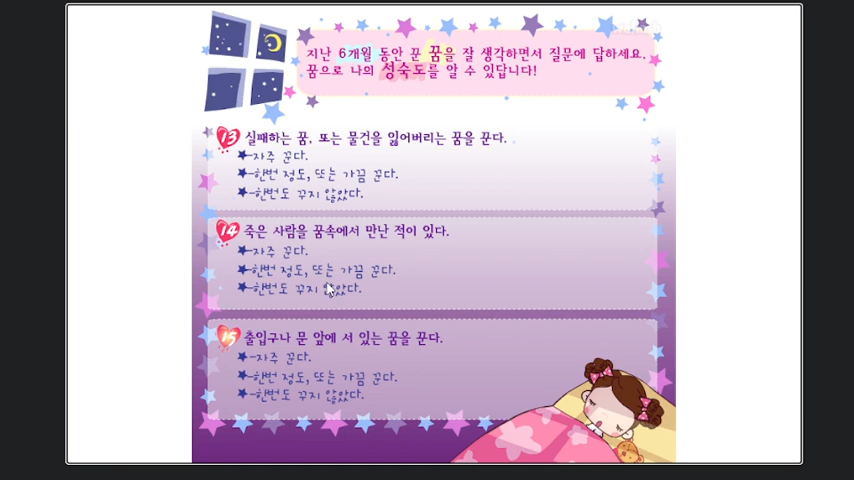 지난 6개월 동안 꾼 꿈을 잘 생각하면서 질문에 답하세요.
꿈으로 나의 성숙도를 알 수 있답니다!
13 실패하는 꿈, 또는 물건을 잃어버리는 꿈을 꾼다.
-자주 꾼다.
-한번 정도, 또는 가끔 꾼다.
-한번도 꾸지 않았다.
14 죽은 사람을 꿈속에서 만난 적이 있다.
-자주 꾼다.
-한번 정도, 또는 가끔 꾼다.
-한번도 꾸지 않았다.
15 출입구나 문 앞에 서 있는 꿈을 꾼다.
-자주 꾼다.
-한번 정도, 또는 가끔 꾼다.
-한번도 꾸지 않았다.